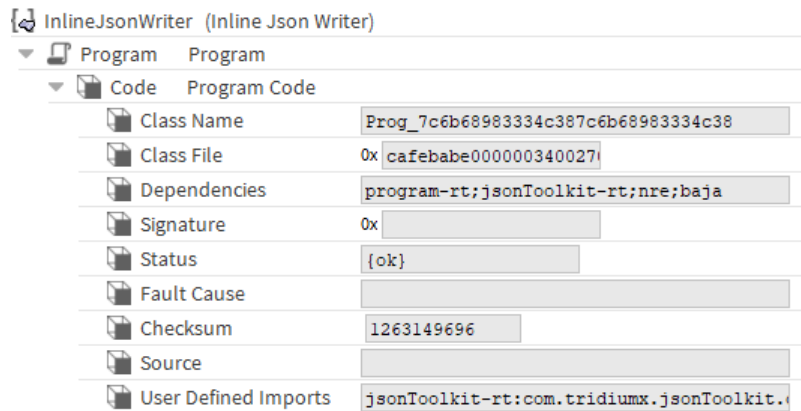 InlineJsonWriter (Inline Json Writer)
Program Program
Code Program Code
Class Name Prog_7c6b68983334c387c6b68983334c38
Class File 0x cafebabe0000003400270
Dependencies program-rt;jsonToolkit-rt;nre;baja
Signature 0x
Status {ok}
Fault Cause
Checksum 1263149696
Source
User Defined Imports jsonToolkit-rt:com.tridiumx.jsonToolkit.